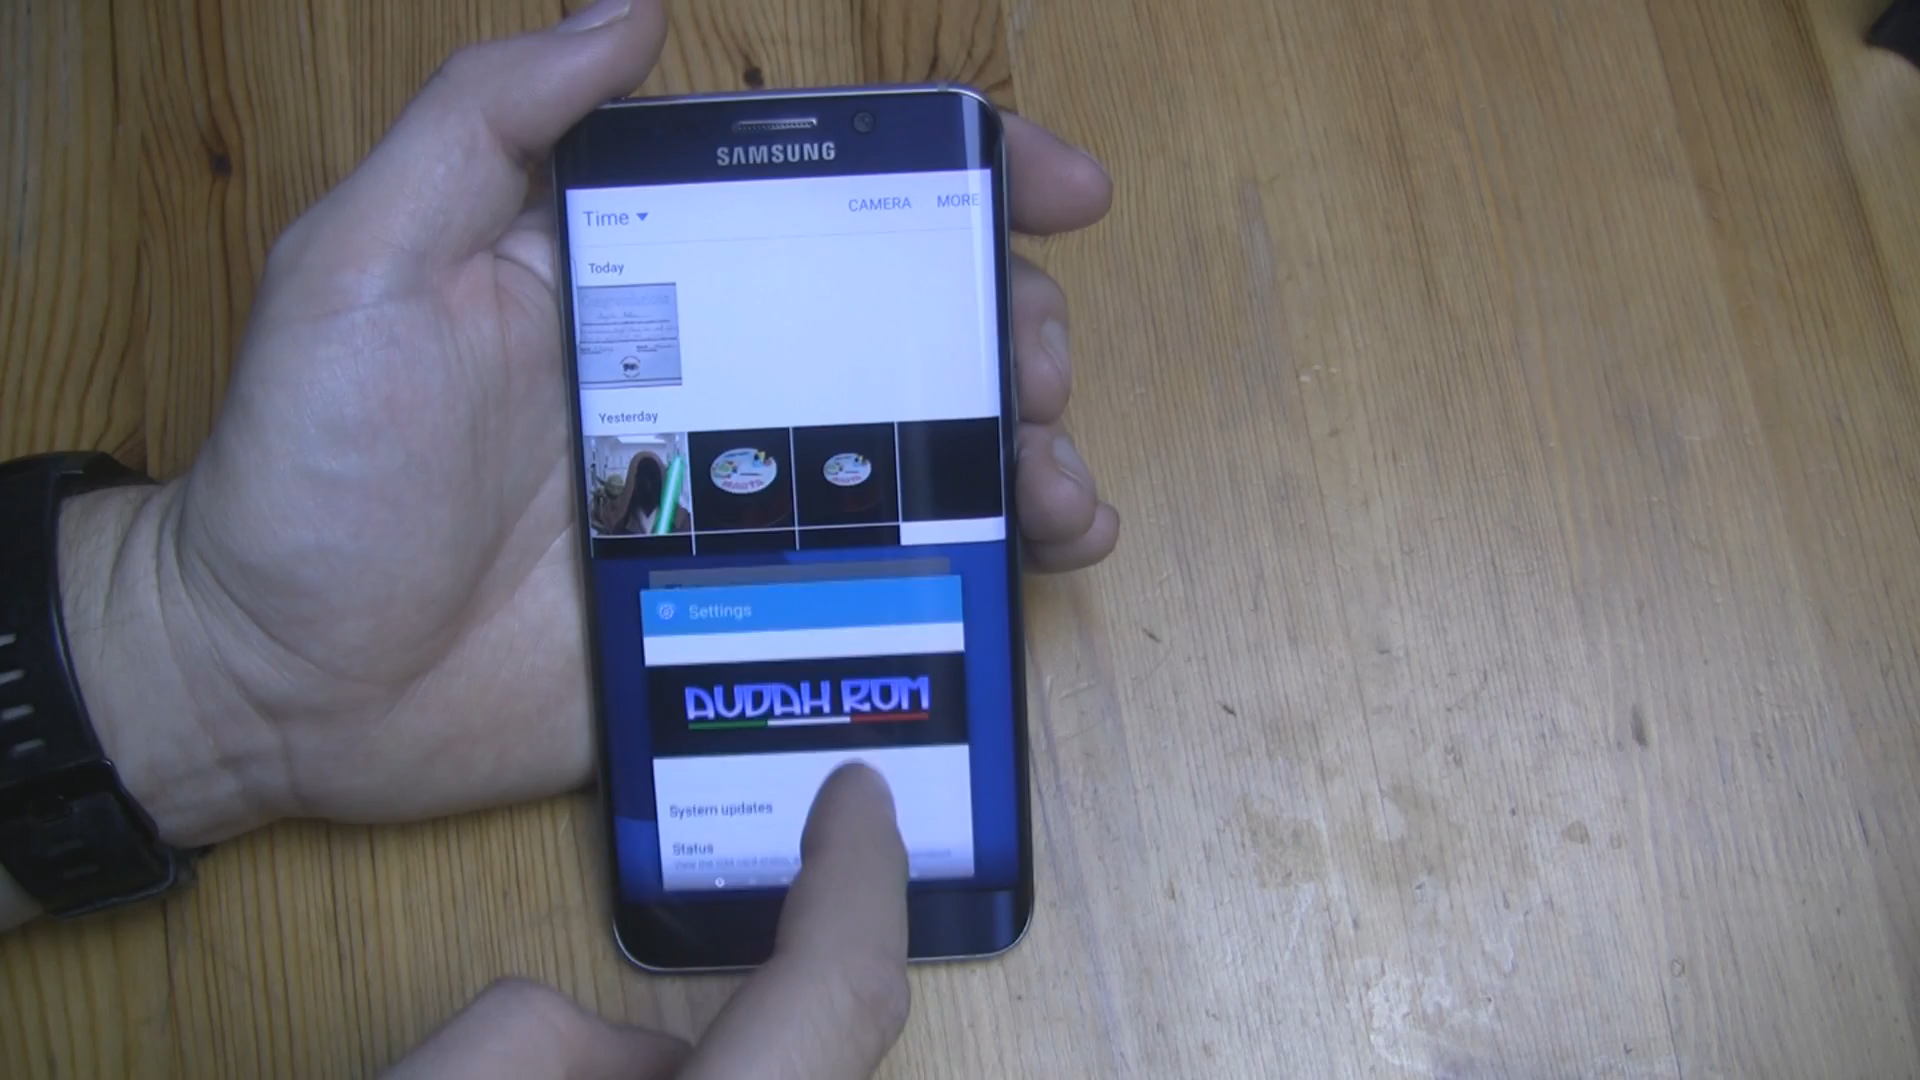 SAMSUNG
Time
CAMERA
MORE
Today
Yesterday
Settings
AUDAH ROM
System updates
Status